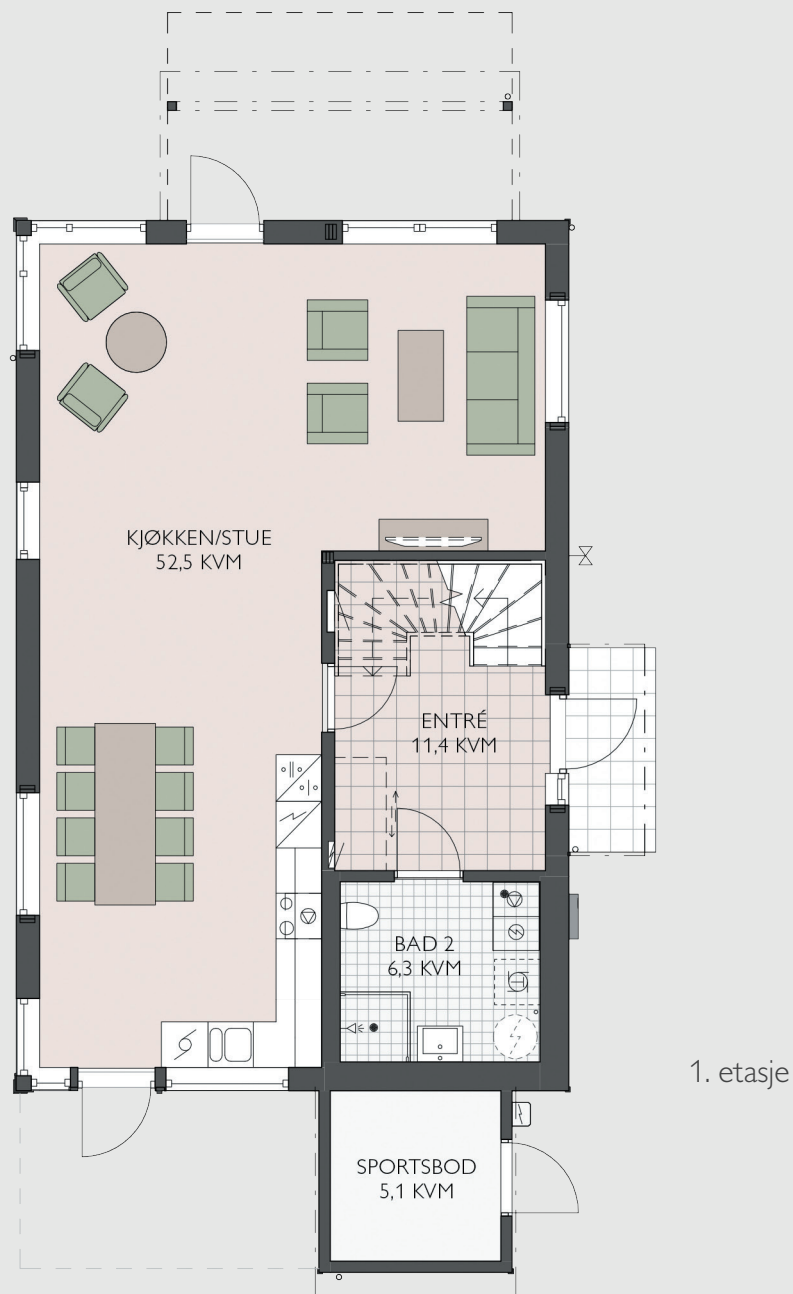 KJØKKEN/STUE
52,5 KVM
ENTRÉ
11,4 KVM
BAD 2
6,3 KVM
1. etasje
SPORTSBOD
5,1 KVM